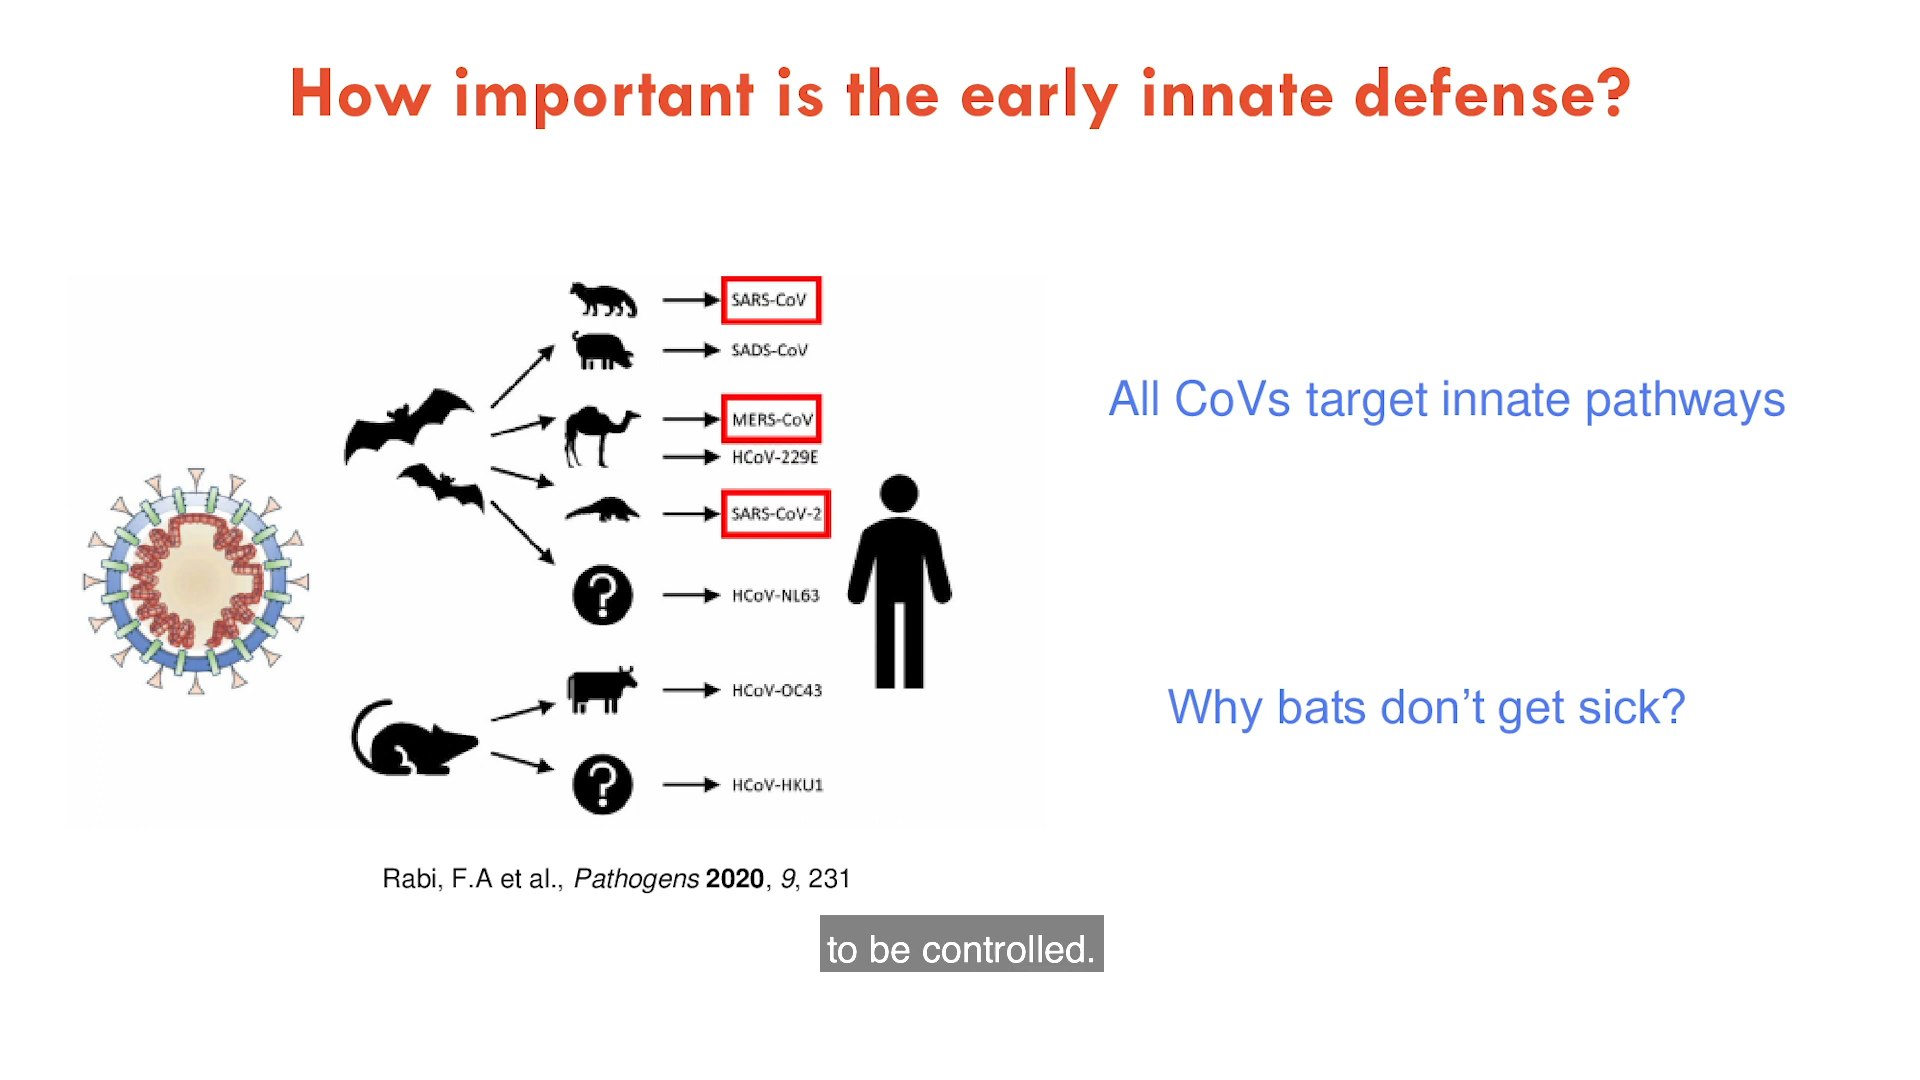 How important is the early innate defense?
SARS-CoV
SADS-CoV
MERS-CoV
HCoV-229E
SARS-CoV-2
?
HCoV-NL63
HCoV-OC43
?
HCoV-HKU1
All CoVs target innate pathways
Why bats don’t get sick?
Rabi, F.A et al., Pathogens 2020, 9, 231
to be controlled.